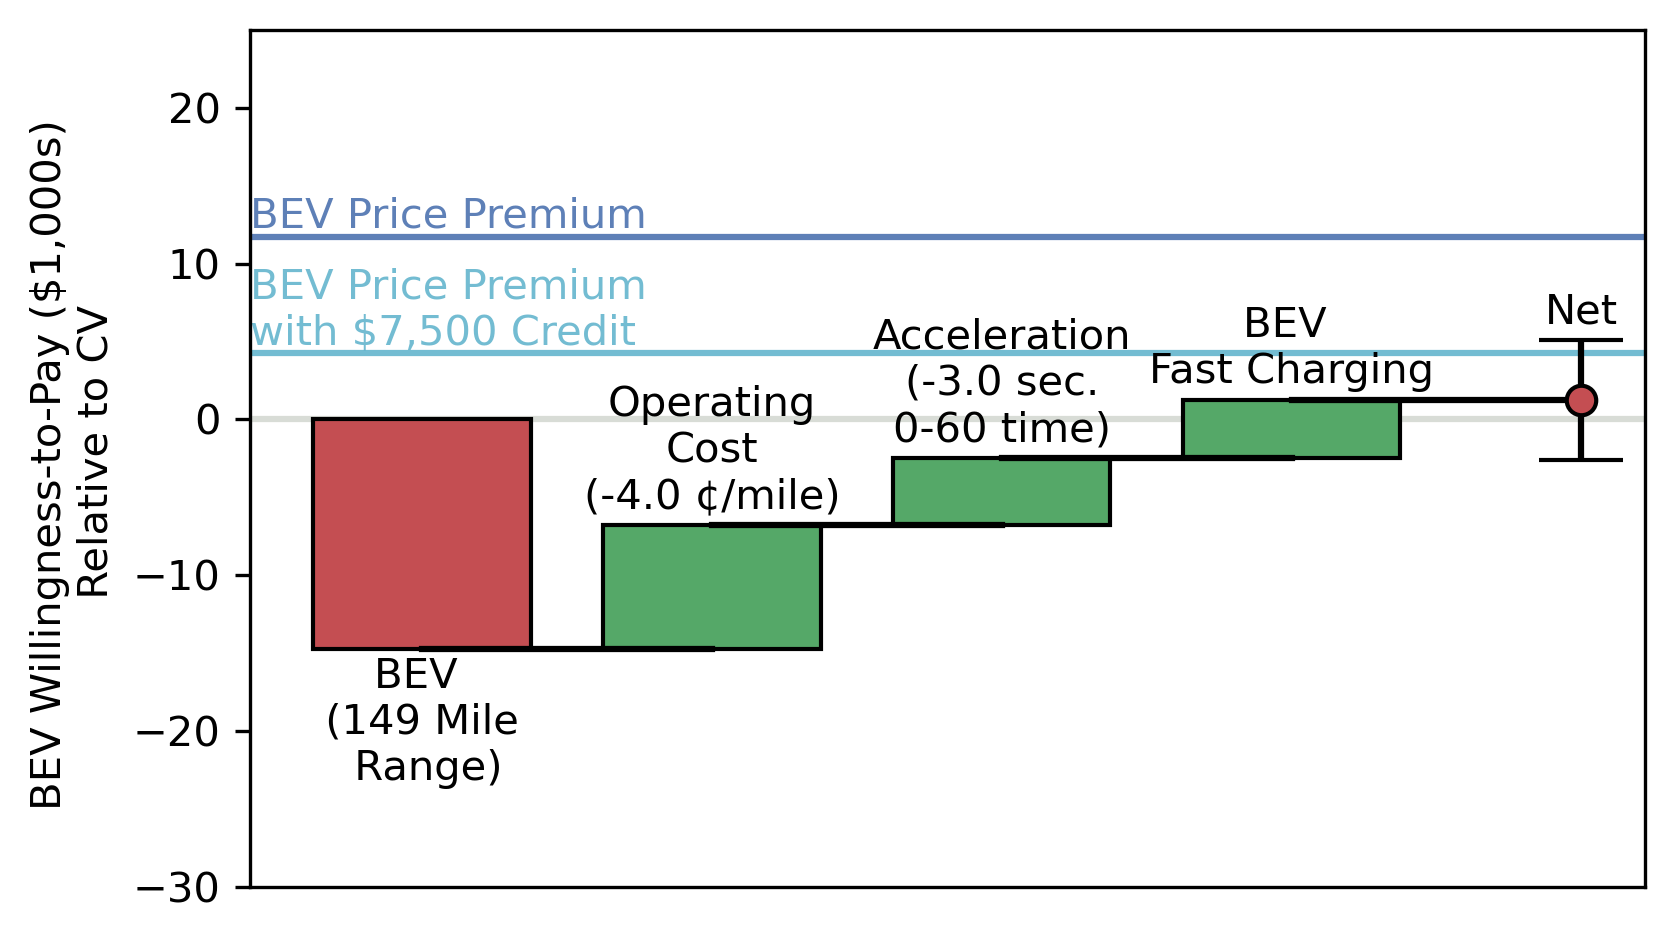 BEV Willingness-to-Pay ($1,000s)
Relative to CV
20
10
0
−10
−20
−30
BEV Price Premium
BEV Price Premium
with $7,500 Credit
BEV
(149 Mile
Range)
Operating
Cost
(-4.0 ¢/mile)
Acceleration
(-3.0 sec.
0-60 time)
BEV
Fast Charging
Net